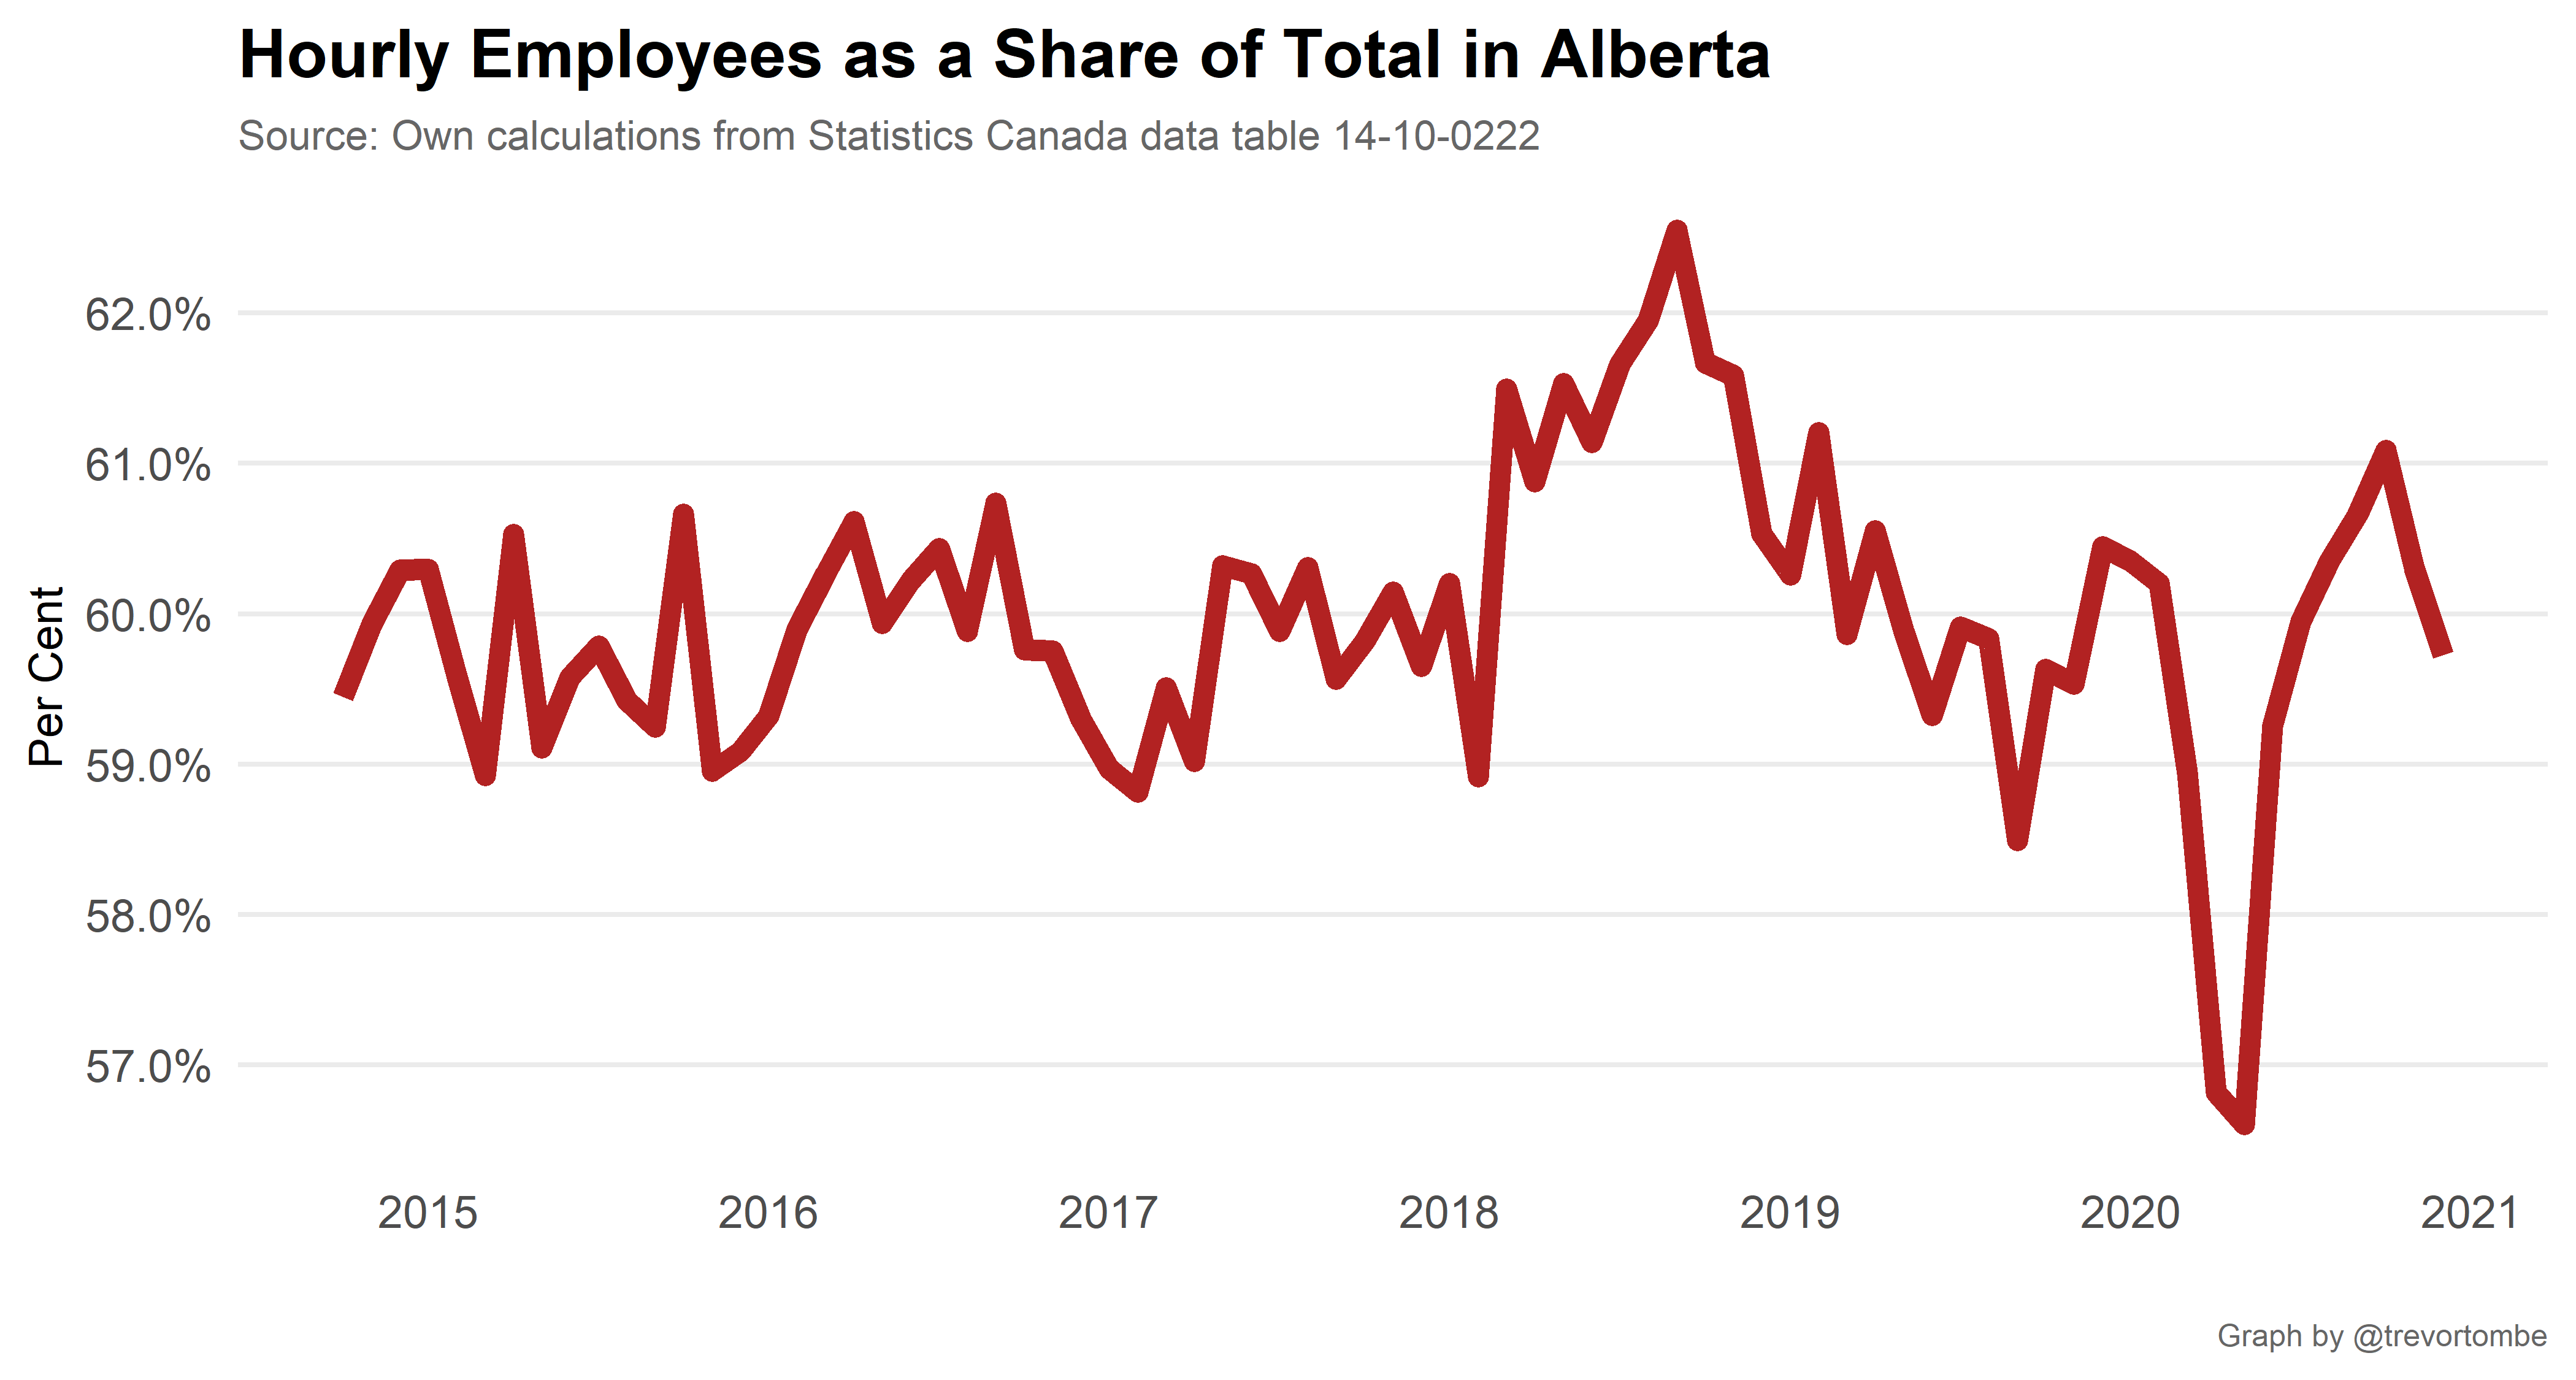 Hourly Employees as a Share of Total in Alberta
Source: Own calculations from Statistics Canada data table 14-10-0222
Per Cent
62.0%
61.0%
60.0%
59.0%
58.0%
57.0%
2015 2016 2017 2018 2019 2020 2021
Graph by @trevortombe